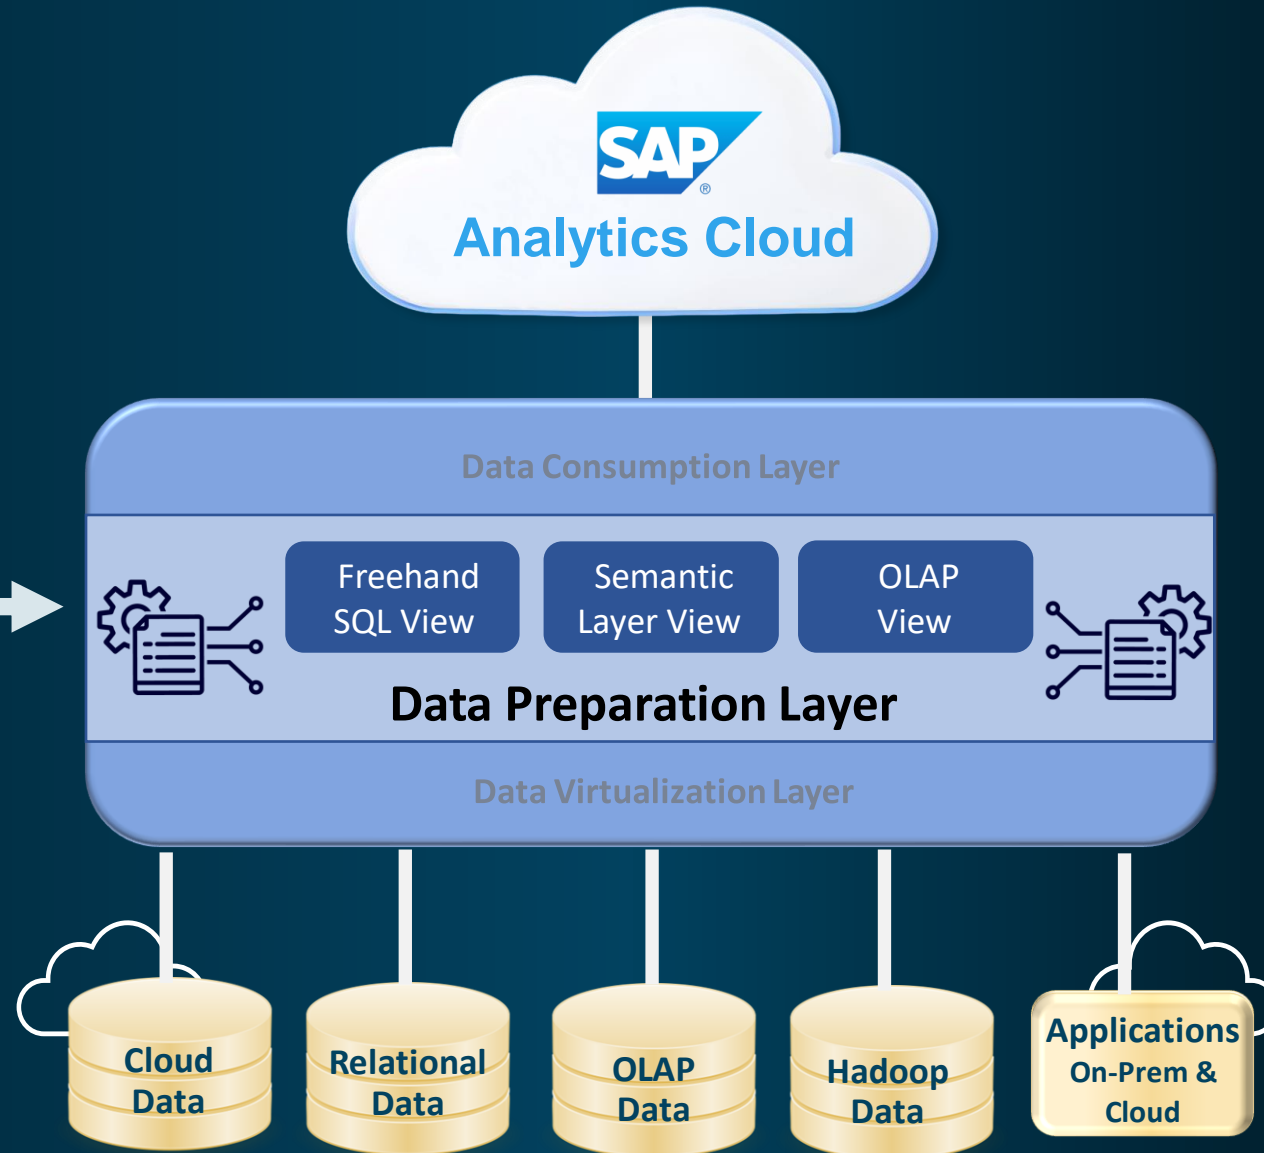 SAP
®
Analytics Cloud
Data Consumption Layer
Freehand
SQL View
Semantic
Layer View
OLAP
View
Data Preparation Layer
Data Virtualization Layer
Cloud
Data
Relational
Data
OLAP
Data
Hadoop
Data
Applications
On-Prem &
Cloud